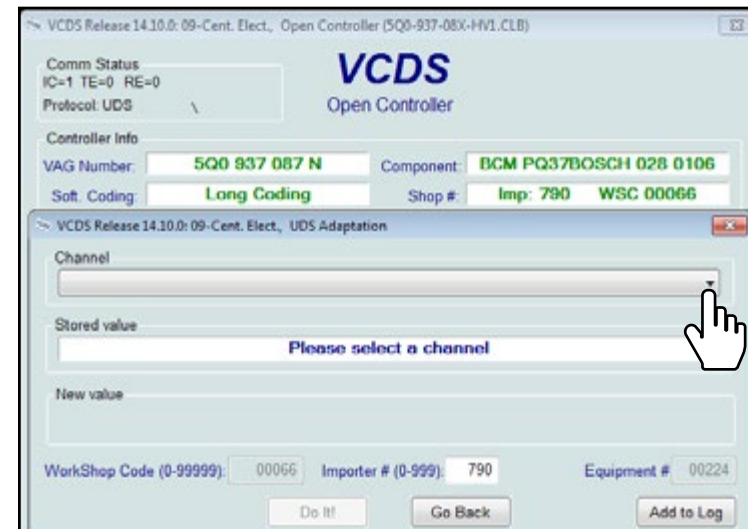 VCDS Release 14.10.0: 09-Cent. Elect., Open Controller (5Q0-937-08X-HV1.CLB)
Comm Status
IC=1 TE=0 RE=0
Protocol: UDS \
VCDS
Open Controller
Controller Info
VAG Number: 5Q0 937 087 N Component: BCM PQ37BOSCH 028 0106
Soft. Coding: Long Coding Shop #: Imp: 790 WSC 00066
VCDS Release 14.10.0: 09-Cent. Elect., UDS Adaptation
Channel
Stored value
Please select a channel
New value
WorkShop Code (0-99999): 00066 Importer # (0-999): 790 Equipment # 00224
Do It! Go Back Add to Log